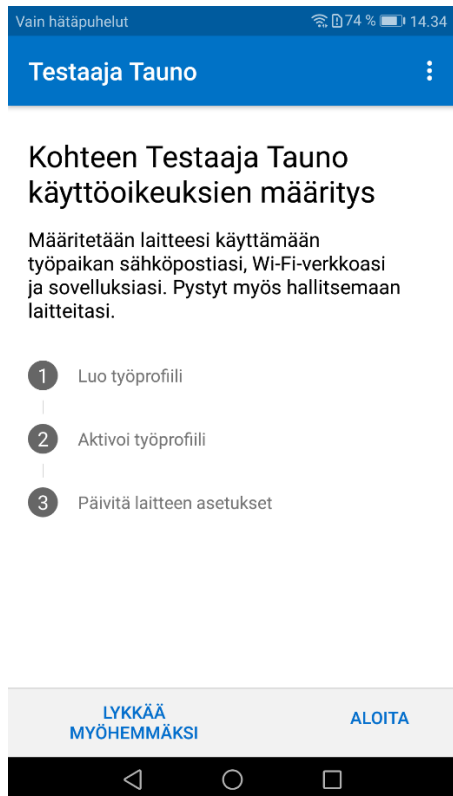 Vain hätäpuhelut 74 % 14.34
Testaaja Tauno
Kohteen Testaaja Tauno
käyttöoikeuksien määritys
Määritetään laitteesi käyttämään
työpaikan sähköpostiasi, Wi-Fi-verkkoasi
ja sovelluksiasi. Pystyt myös hallitsemaan
laitteitasi.
1 Luo työprofiili
2 Aktivoi työprofiili
3 Päivitä laitteen asetukset
LYKKÄÄ
MYÖHEMMÄKSI
ALOITA